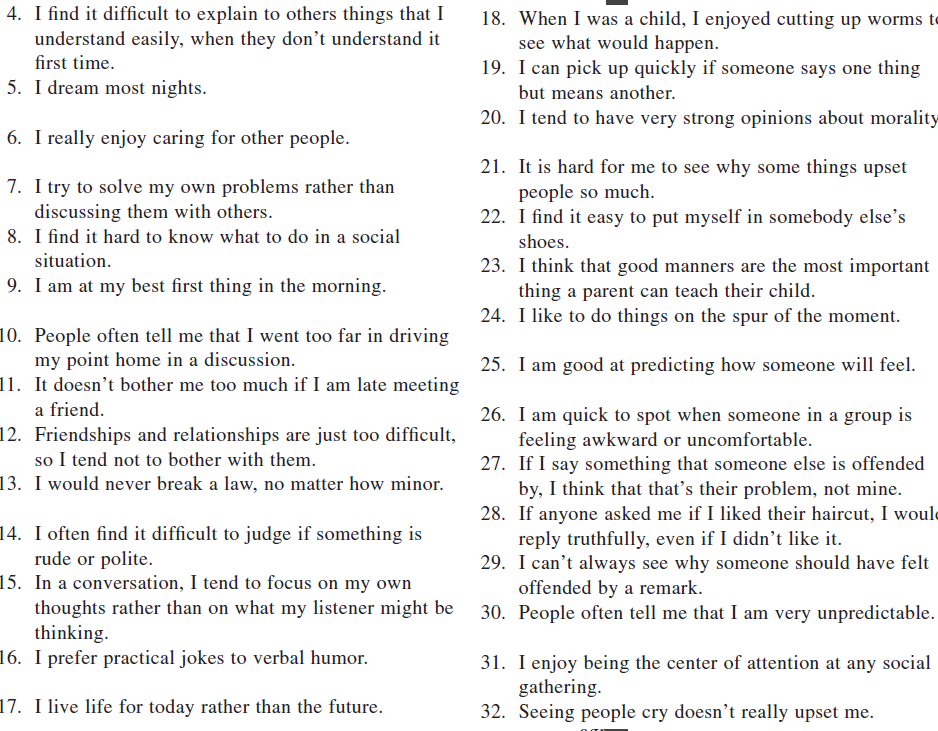 4. I find it difficult to explain to others things that I
understand easily, when they don’t understand it
first time.
5. I dream most nights.
6. I really enjoy caring for other people.
7. I try to solve my own problems rather than
discussing them with others.
8. I find it hard to know what to do in a social
situation.
9. I am at my best first thing in the morning.
10. People often tell me that I went too far in driving
my point home in a discussion.
11. It doesn’t bother me too much if I am late meeting
a friend.
12. Friendships and relationships are just too difficult,
so I tend not to bother with them.
13. I would never break a law, no matter how minor.
14. I often find it difficult to judge if something is
rude or polite.
15. In a conversation, I tend to focus on my own
thoughts rather than on what my listener might be
thinking.
16. I prefer practical jokes to verbal humor.
17. I live life for today rather than the future.
18. When I was a child, I enjoyed cutting up worms to
see what would happen.
19. I can pick up quickly if someone says one thing
but means another.
20. I tend to have very strong opinions about morality
21. It is hard for me to see why some things upset
people so much.
22. I find it easy to put myself in somebody else’s
shoes.
23. I think that good manners are the most important
thing a parent can teach their child.
24. I like to do things on the spur of the moment.
25. I am good at predicting how someone will feel.
26. I am quick to spot when someone in a group is
feeling awkward or uncomfortable.
27. If I say something that someone else is offended
by, I think that that’s their problem, not mine.
28. If anyone asked me if I liked their haircut, I would
reply truthfully, even if I didn’t like it.
29. I can’t always see why someone should have felt
offended by a remark.
30. People often tell me that I am very unpredictable.
31. I enjoy being the center of attention at any social
gathering.
32. Seeing people cry doesn’t really upset me.